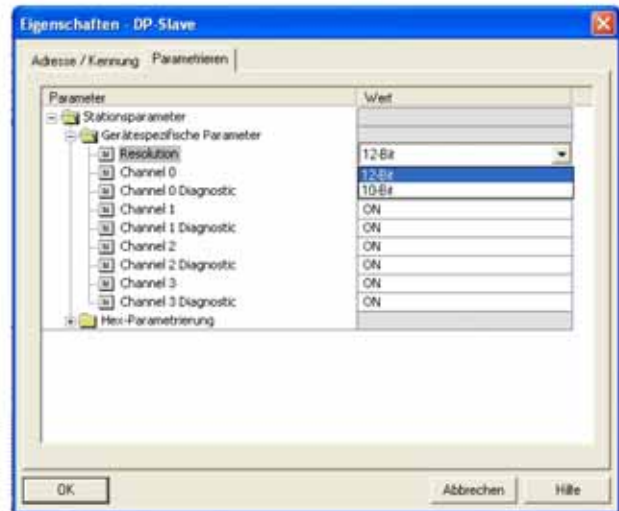 Eigenschaften - DP-Slave
Adresse / Kennung Parametrieren
Parameter Wert
Stationsparameter
Gerätespezifische Parameter
Resolution 12-Bit
Channel 0 12-Bit
Channel 0 Diagnostic 10-Bit
Channel 1 ON
Channel 1 Diagnostic ON
Channel 2 ON
Channel 2 Diagnostic ON
Channel 3 ON
Channel 3 Diagnostic ON
Hex-Parametrierung
OK Abbrechen Hilfe